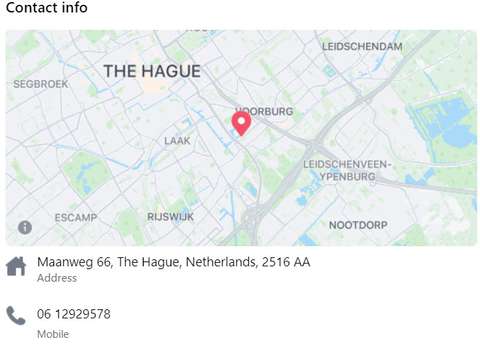 Contact info
LEIDSCHENDAM
THE HAGUE
SEGBROEK
VOORBURG
LAAK
LEIDSCHENVEEN-
YPENBURG
ESCAMP
RIJSWIJK
NOOTDORP
Maanweg 66, The Hague, Netherlands, 2516 AA
Address
06 12929578
Mobile